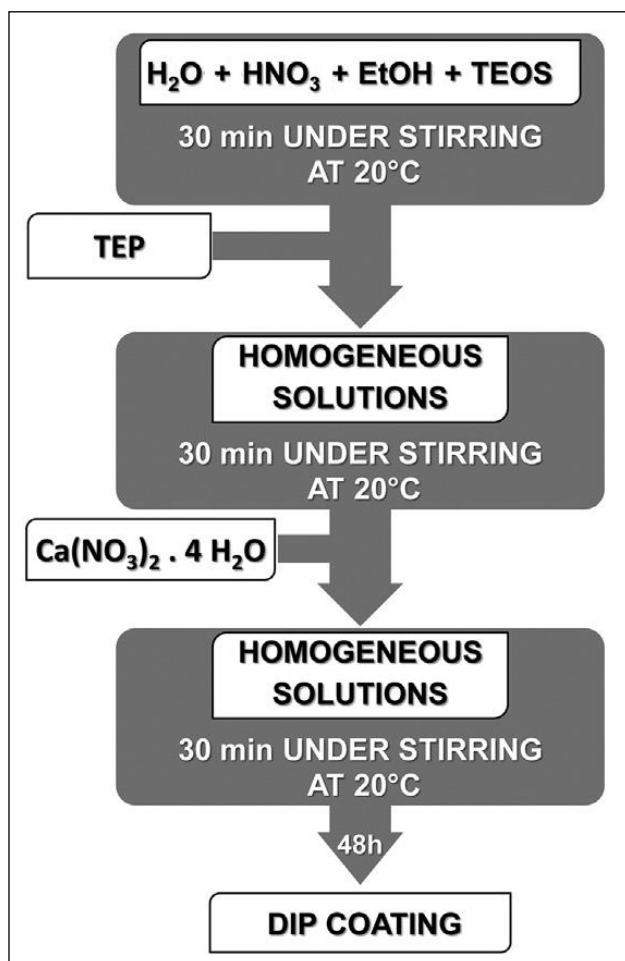 H₂O + HNO₃ + EtOH + TEOS
30 min UNDER STIRRING
AT 20°C
TEP
HOMOGENEOUS
SOLUTIONS
30 min UNDER STIRRING
AT 20°C
Ca(NO₃)₂ . 4 H₂O
HOMOGENEOUS
SOLUTIONS
30 min UNDER STIRRING
AT 20°C
48h
DIP COATING